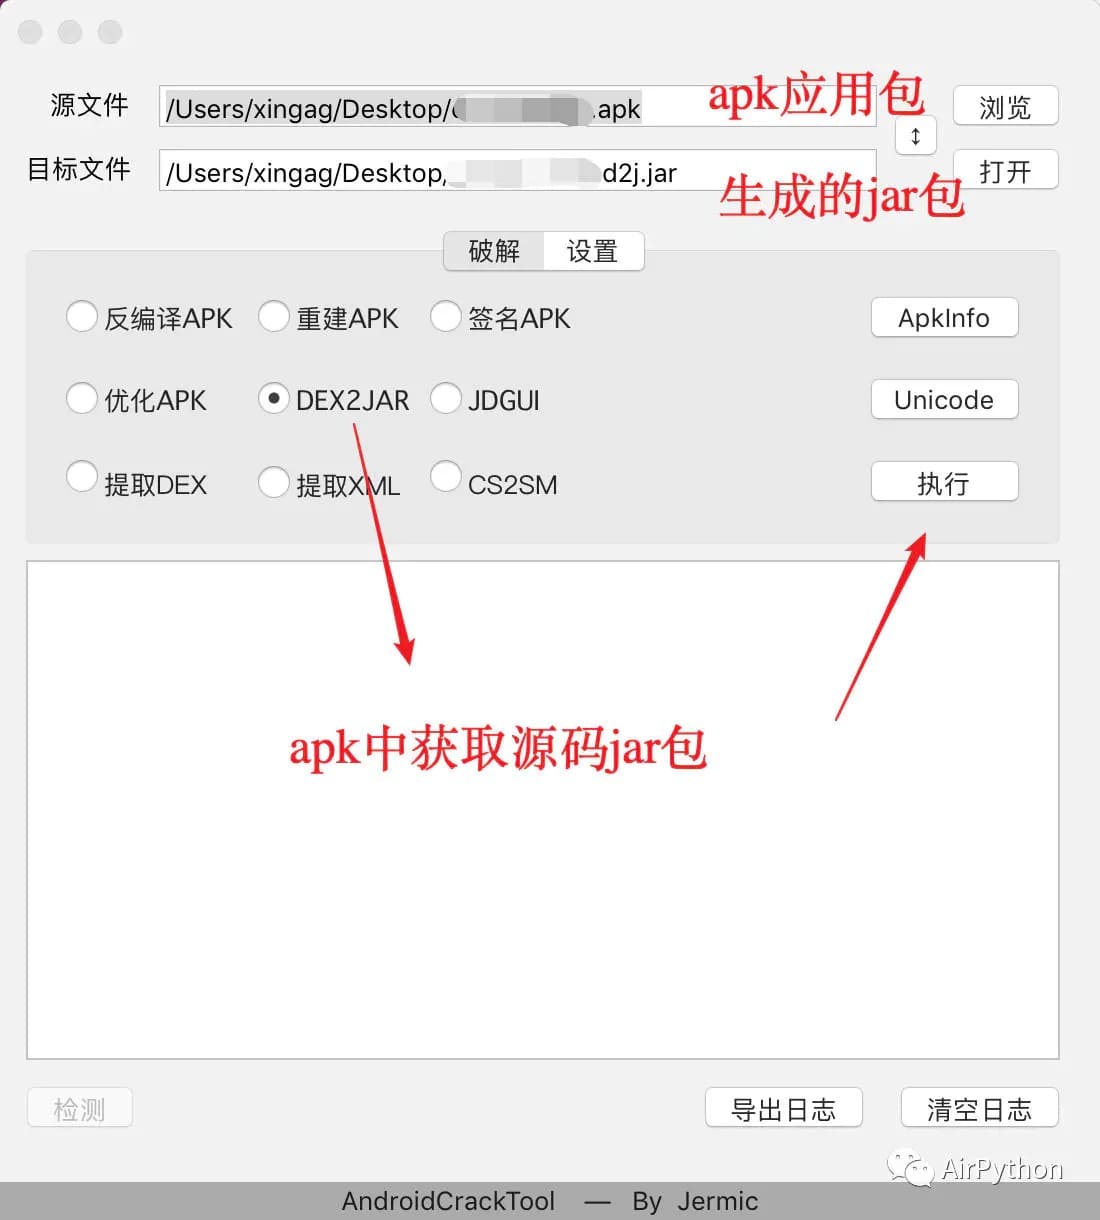 源文件 /Users/xingag/Desktop/ .apk apk应用包 浏览
↕
目标文件 /Users/xingag/Desktop, d2j.jar 生成的jar包 打开
破解 设置
反编译APK 重建APK 签名APK ApkInfo
优化APK DEX2JAR JDGUI Unicode
提取DEX 提取XML CS2SM 执行
apk中获取源码jar包
检测 导出日志 清空日志
AirPython
AndroidCrackTool — By Jermic